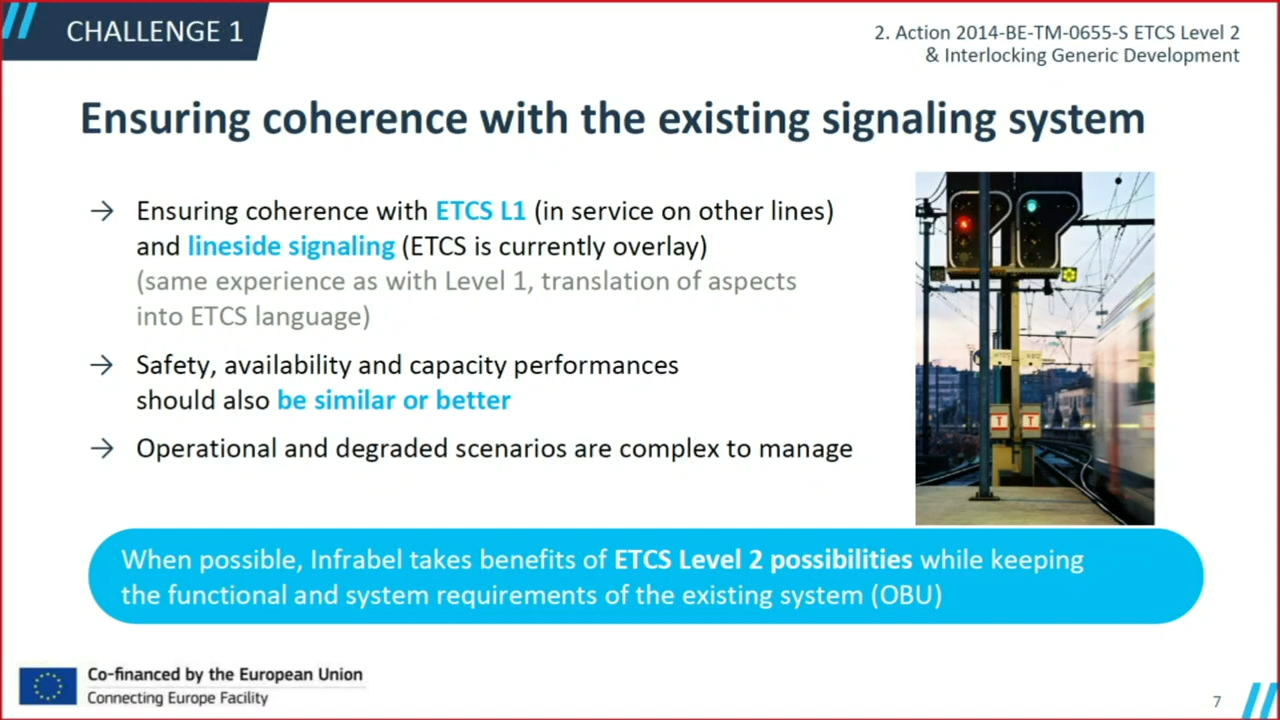 CHALLENGE 1
2. Action 2014-BE-TM-0655-S ETCS Level 2
& Interlocking Generic Development
Ensuring coherence with the existing signaling system
→ Ensuring coherence with ETCS L1 (in service on other lines)
and lineside signaling (ETCS is currently overlay)
(same experience as with Level 1, translation of aspects
into ETCS language)
→ Safety, availability and capacity performances
should also be similar or better
→ Operational and degraded scenarios are complex to manage
T T
When possible, Infrabel takes benefits of ETCS Level 2 possibilities while keeping
the functional and system requirements of the existing system (OBU)
Co-financed by the European Union
Connecting Europe Facility
7